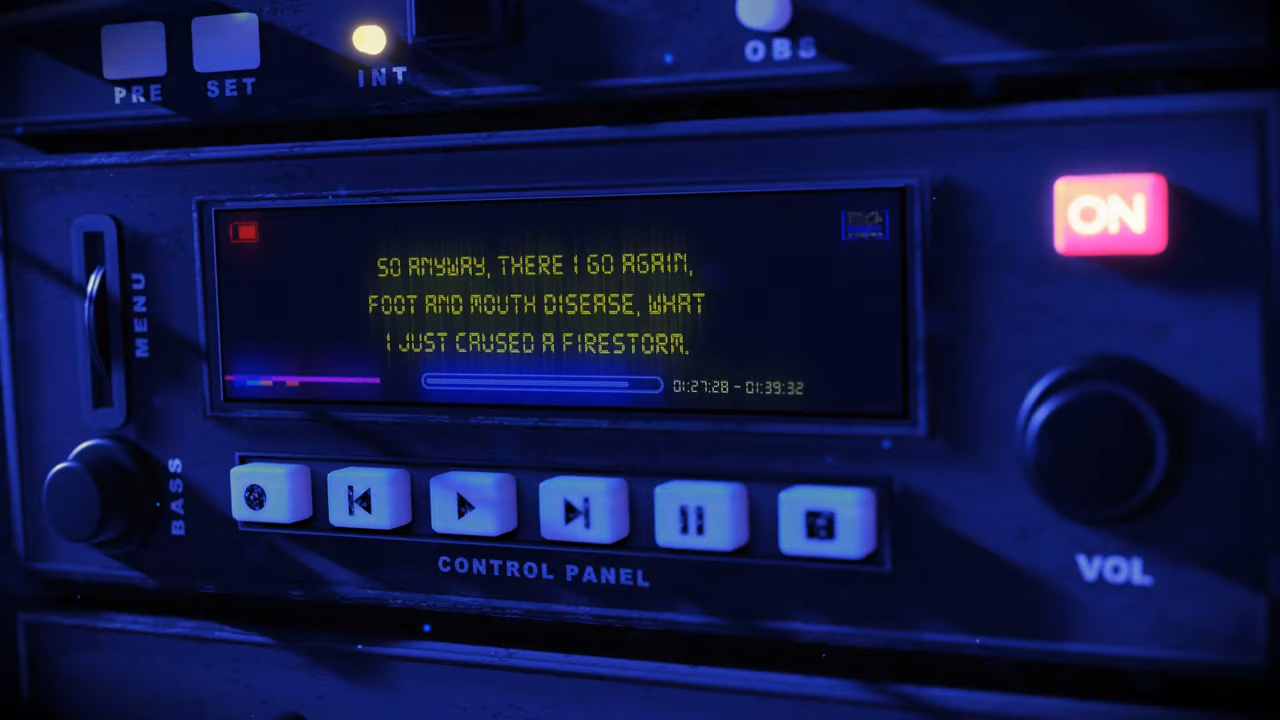 PRE SET INT OBS
ON
SO ANYWAY, THERE I GO AGAIN,
FOOT AND MOUTH DISEASE, WHAT
I JUST CAUSED A FIRESTORM.
01:27:28 - 01:39:32
MENU
BASS
CONTROL PANEL
VOL